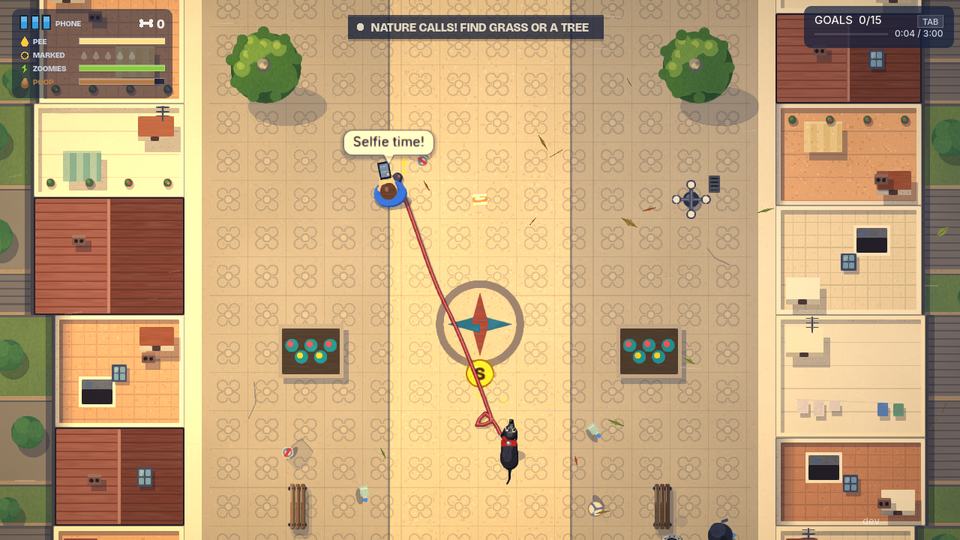 PHONE
0
PEE
MARKED
ZOOMIES
POOP
NATURE CALLS! FIND GRASS OR A TREE
GOALS 0/15
TAB
0:04 / 3:00
Selfie time!
S
dev